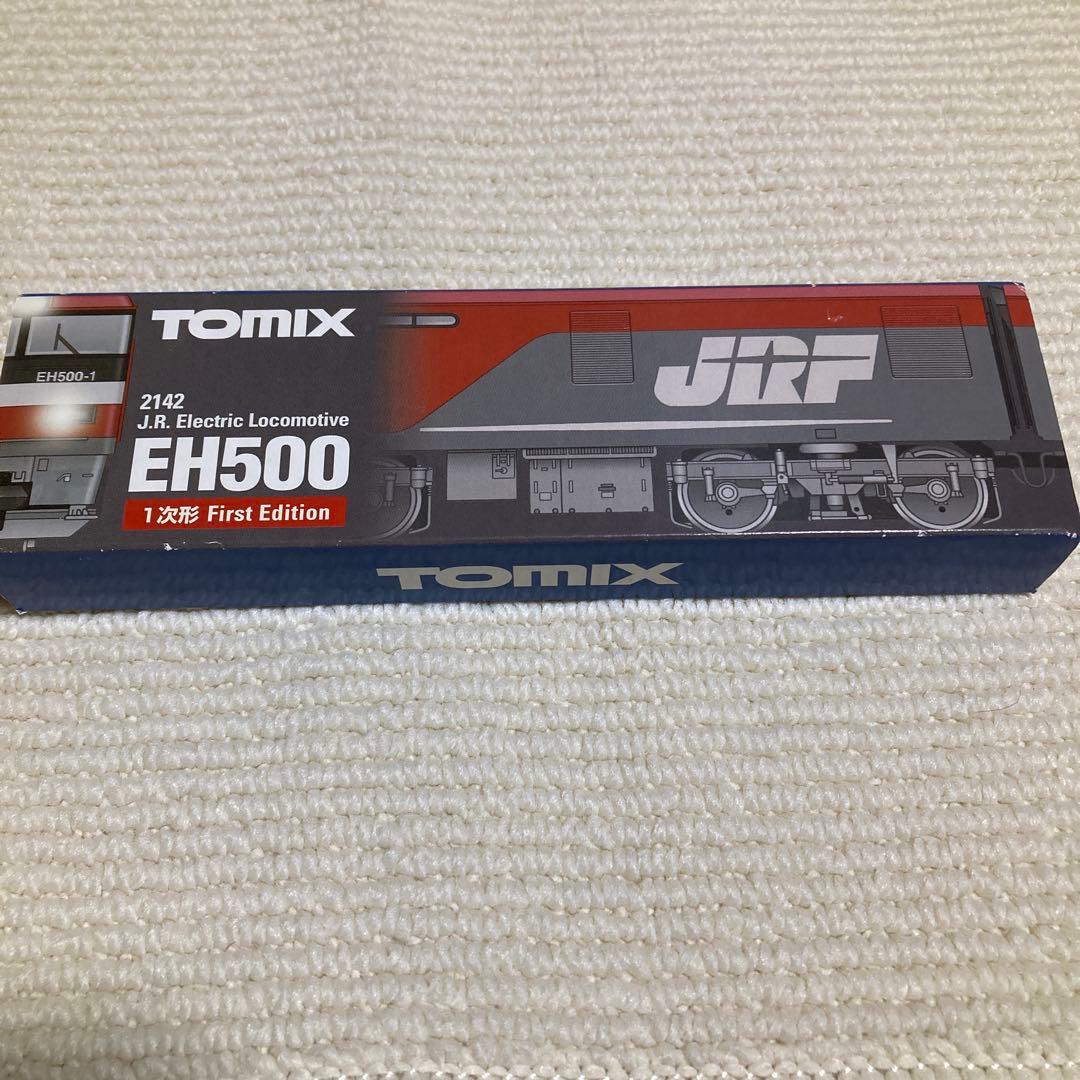 TOMIX
EH500-1
JRF
2142
J.R. Electric Locomotive
EH500
1次形 First Edition
TOMIX